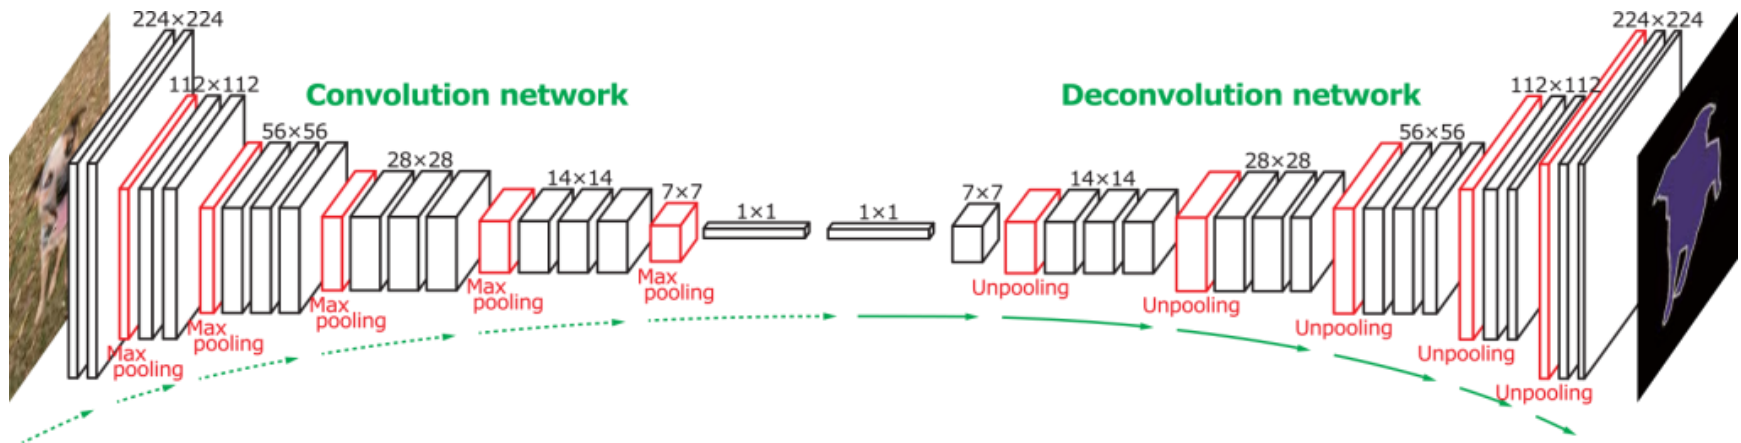 224×224
112×112
Convolution network
56×56
28×28
14×14
7×7
1×1
1×1
7×7
14×14
28×28
Deconvolution network
56×56
112×112
224×224
Max
pooling
Max
pooling
Max
pooling
Max
pooling
Max
pooling
Unpooling
Unpooling
Unpooling
Unpooling
Unpooling